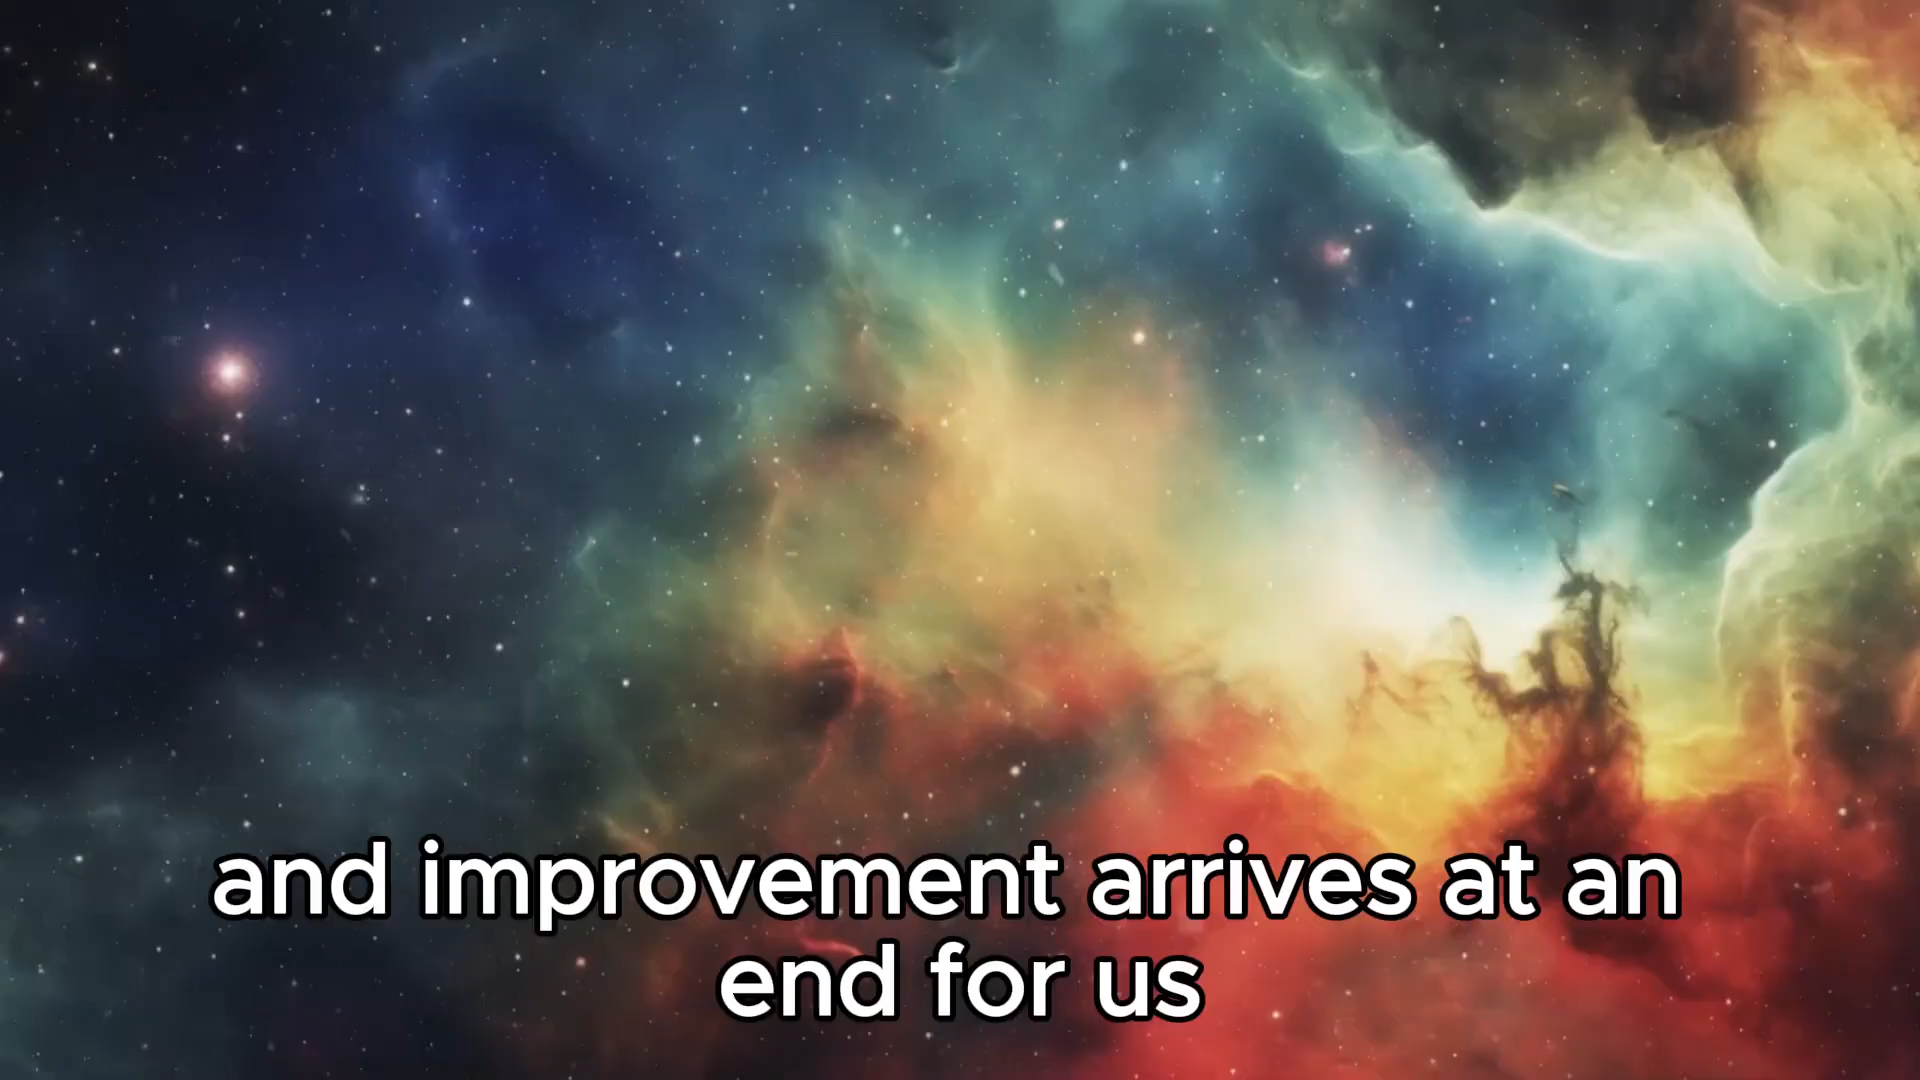 and improvement arrives at an
end for us